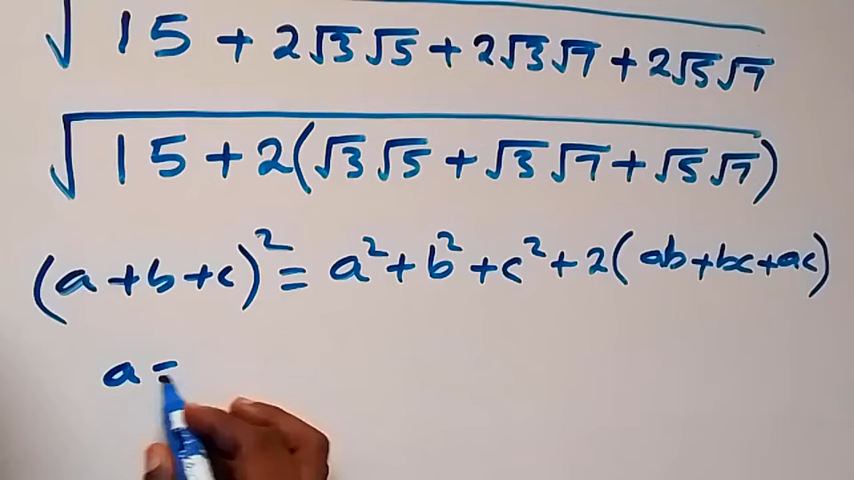 √15 + 2√3√5 + 2√3√7 + 2√5√7
√15 + 2(√3√5 + √3√7 + √5√7)
(a + b + c)² = a² + b² + c² + 2(ab + bc + ac)
a =